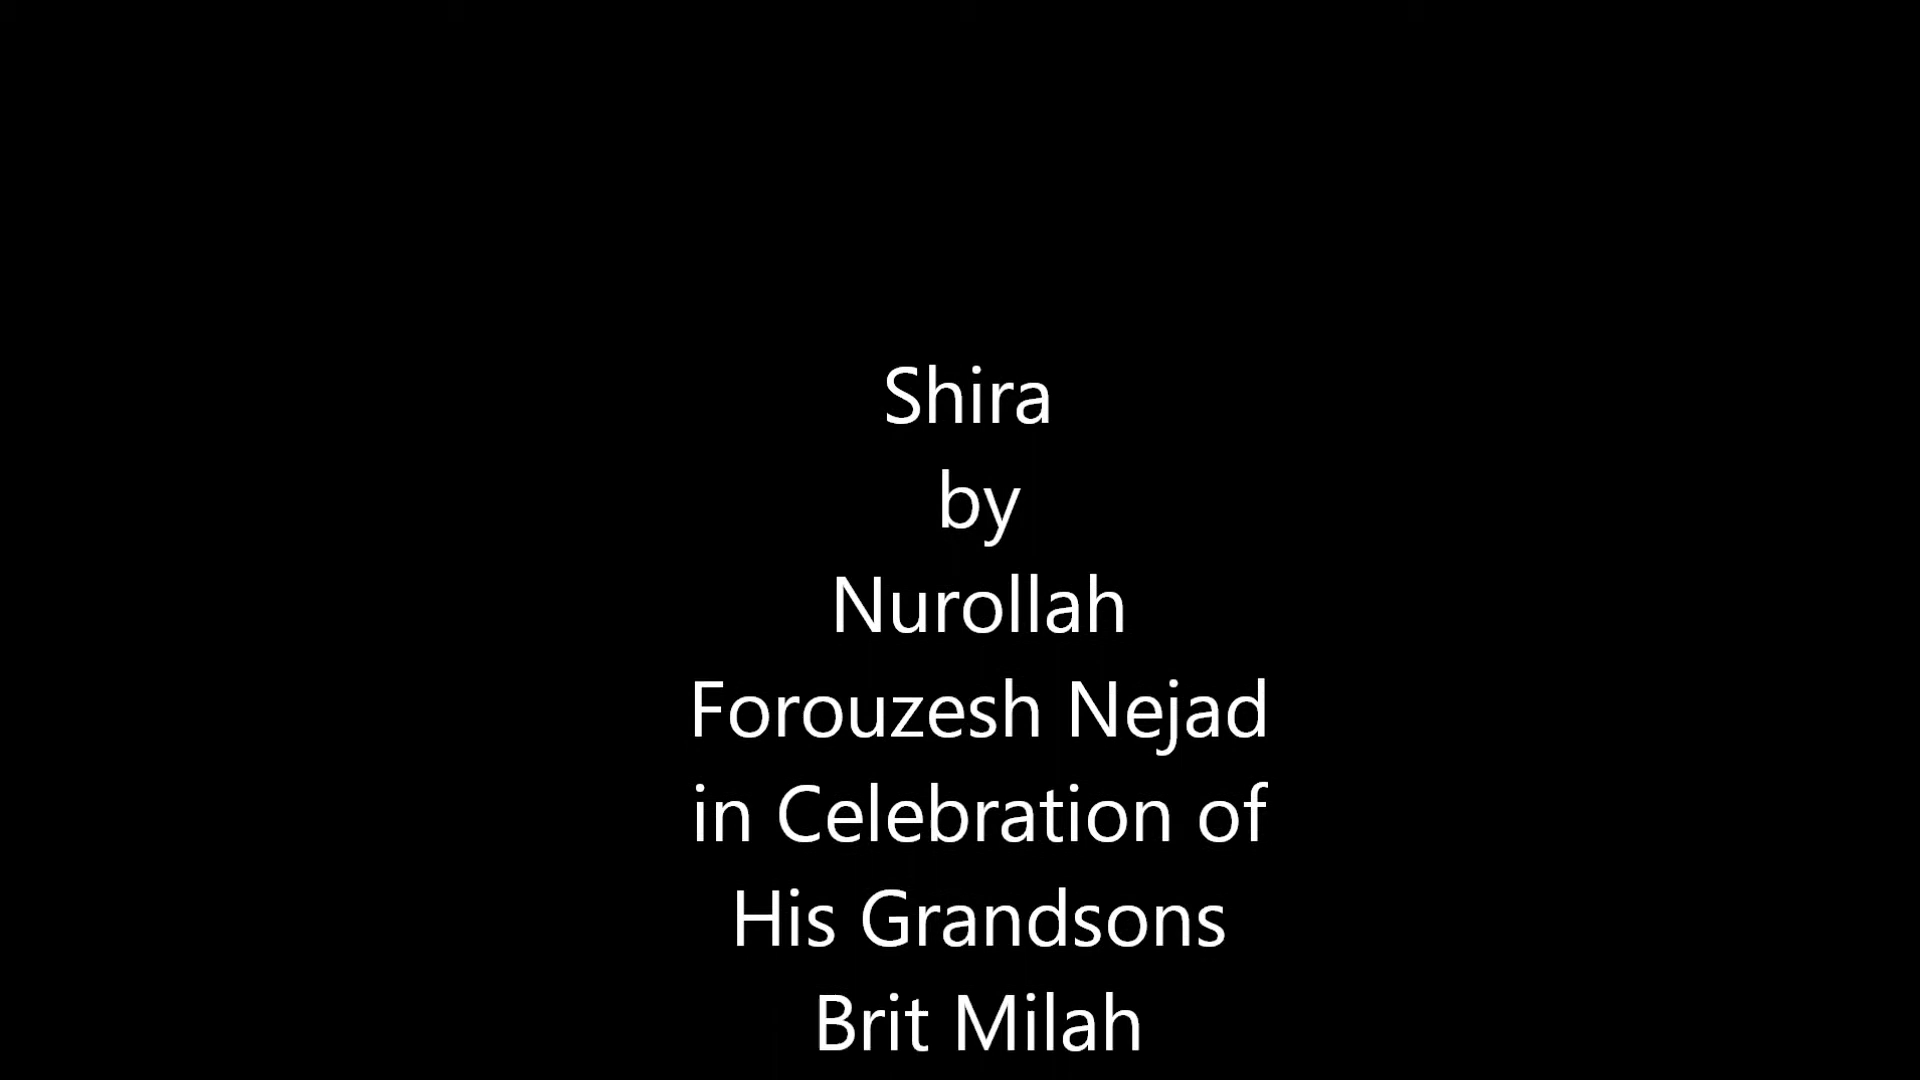 Shira
by
Nurollah
Forouzesh Nejad
in Celebration of
His Grandsons
Brit Milah